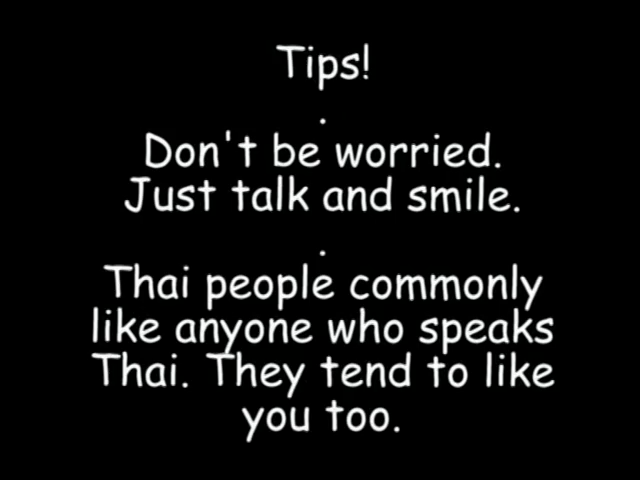 Tips!
.
Don't be worried.
Just talk and smile.
.
Thai people commonly
like anyone who speaks
Thai. They tend to like
you too.